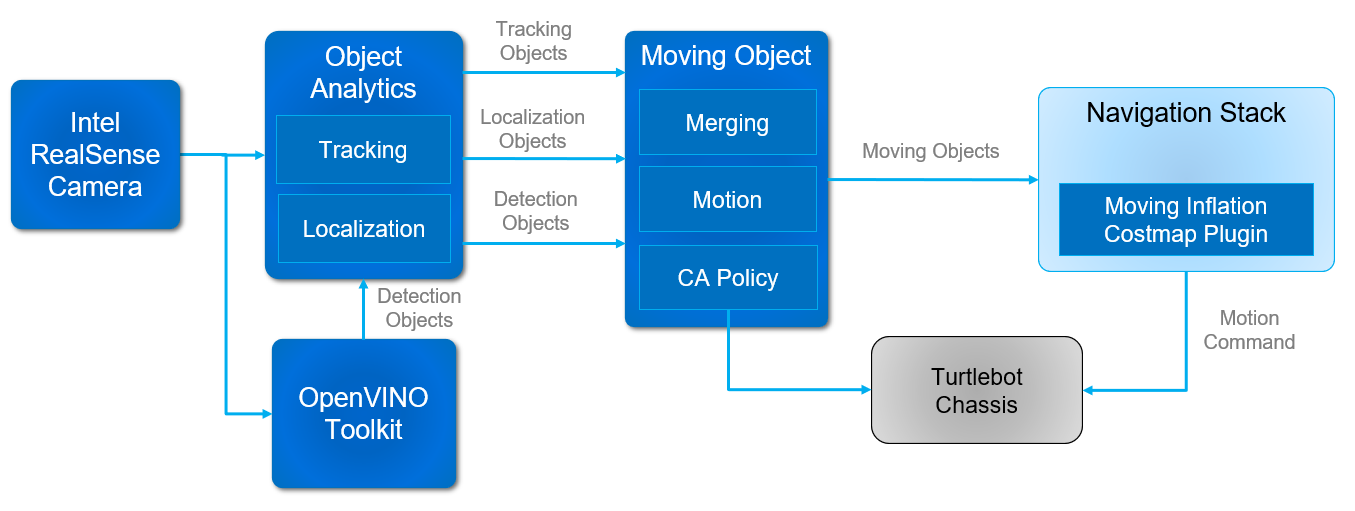 Intel
RealSense
Camera
Object
Analytics
Tracking
Localization
Tracking
Objects
Localization
Objects
Detection
Objects
Detection
Objects
OpenVINO
Toolkit
Moving Object
Merging
Motion
CA Policy
Moving Objects
Navigation Stack
Moving Inflation
Costmap Plugin
Motion
Command
Turtlebot
Chassis